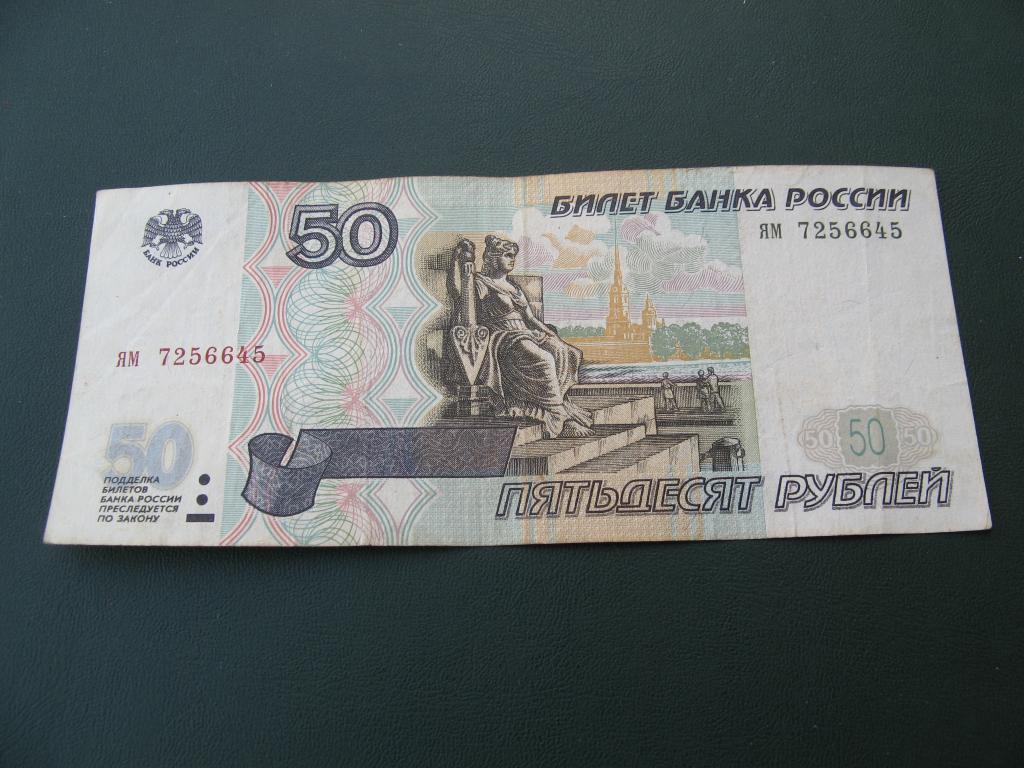 50
БИЛЕТ БАНКА РОССИИ
ЯМ 7256645
БАНК РОССИИ
ЯМ 7256645
50
ПОДДЕЛКА
БИЛЕТОВ
БАНКА РОССИИ
ПРЕСЛЕДУЕТСЯ
ПО ЗАКОНУ
50 50 50
ПЯТЬДЕСЯТ РУБЛЕЙ